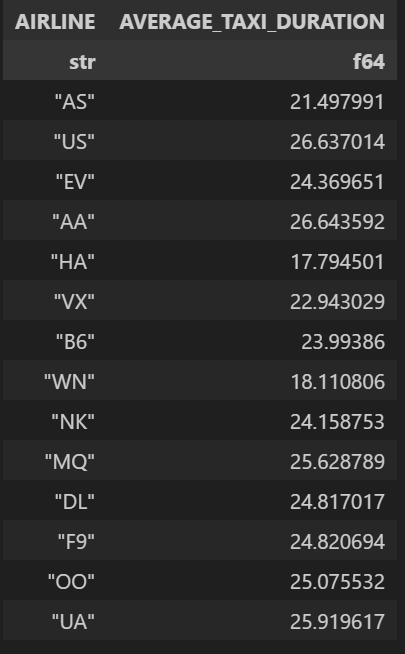 AIRLINE AVERAGE_TAXI_DURATION
str f64
"AS" 21.497991
"US" 26.637014
"EV" 24.369651
"AA" 26.643592
"HA" 17.794501
"VX" 22.943029
"B6" 23.99386
"WN" 18.110806
"NK" 24.158753
"MQ" 25.628789
"DL" 24.817017
"F9" 24.820694
"OO" 25.075532
"UA" 25.919617